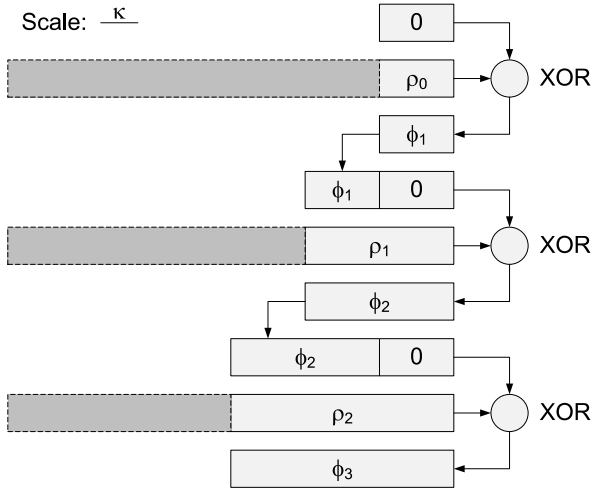 Scale: κ
0
ρ₀ XOR
ϕ₁
ϕ₁ 0
ρ₁ XOR
ϕ₂
ϕ₂ 0
ρ₂ XOR
ϕ₃